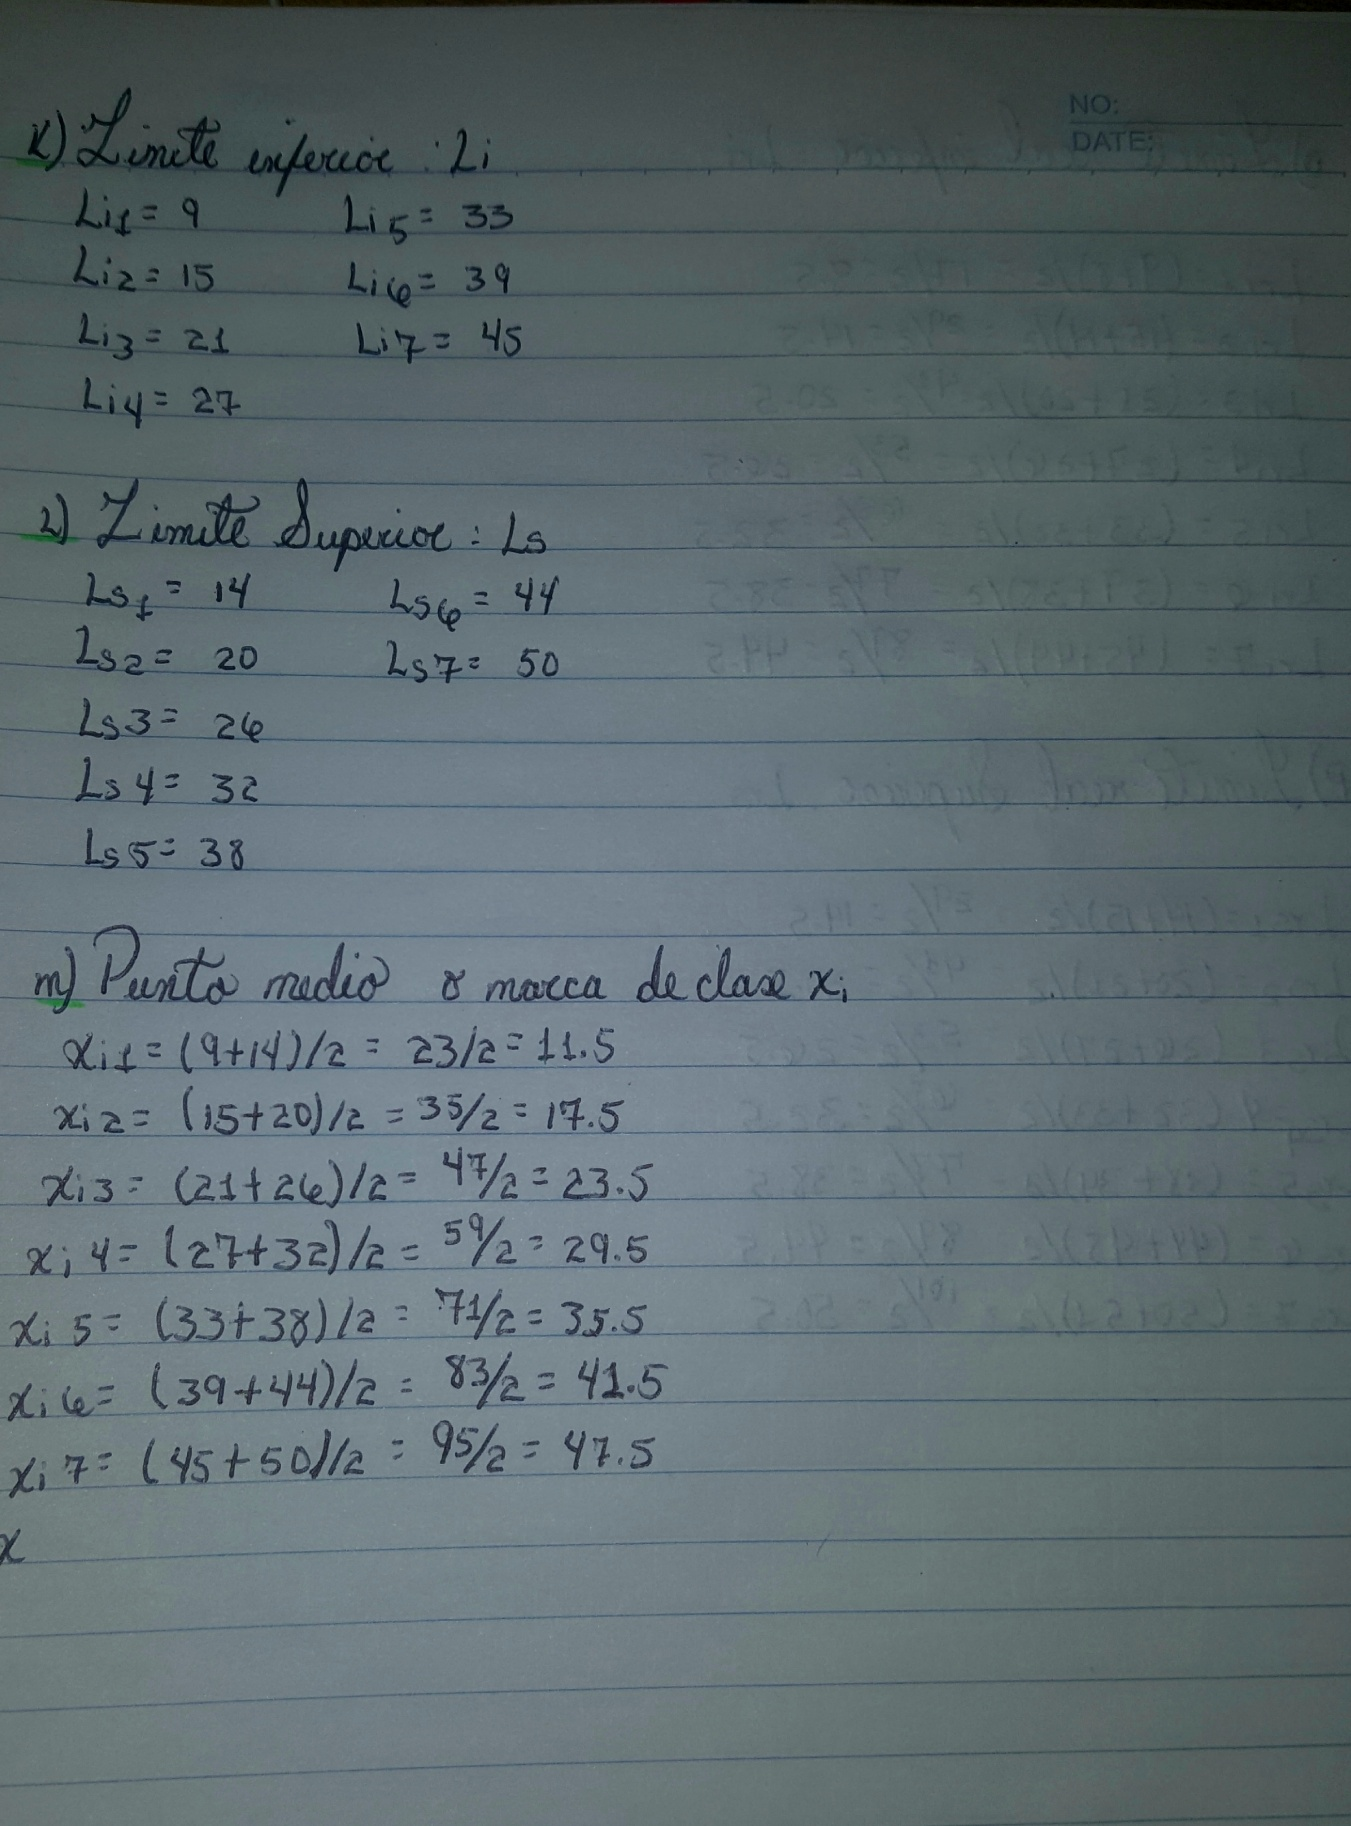 NO:
DATE:
K) Limite inferior : Li
Li1 = 9 Li5 = 33
Li2 = 15 Li6 = 39
Li3 = 21 Li7 = 45
Li4 = 27
L) Limite Superior : Ls
Ls1 = 14 Ls6 = 44
Ls2 = 20 Ls7 = 50
Ls3 = 26
Ls4 = 32
Ls5 = 38
m) Punto medio o marca de clase xi
xi1 = (9+14)/2 = 23/2 = 11.5
xi2 = (15+20)/2 = 35/2 = 17.5
xi3 = (21+26)/2 = 47/2 = 23.5
xi4 = (27+32)/2 = 59/2 = 29.5
xi5 = (33+38)/2 = 71/2 = 35.5
xi6 = (39+44)/2 = 83/2 = 41.5
xi7 = (45+50)/2 = 95/2 = 47.5
x